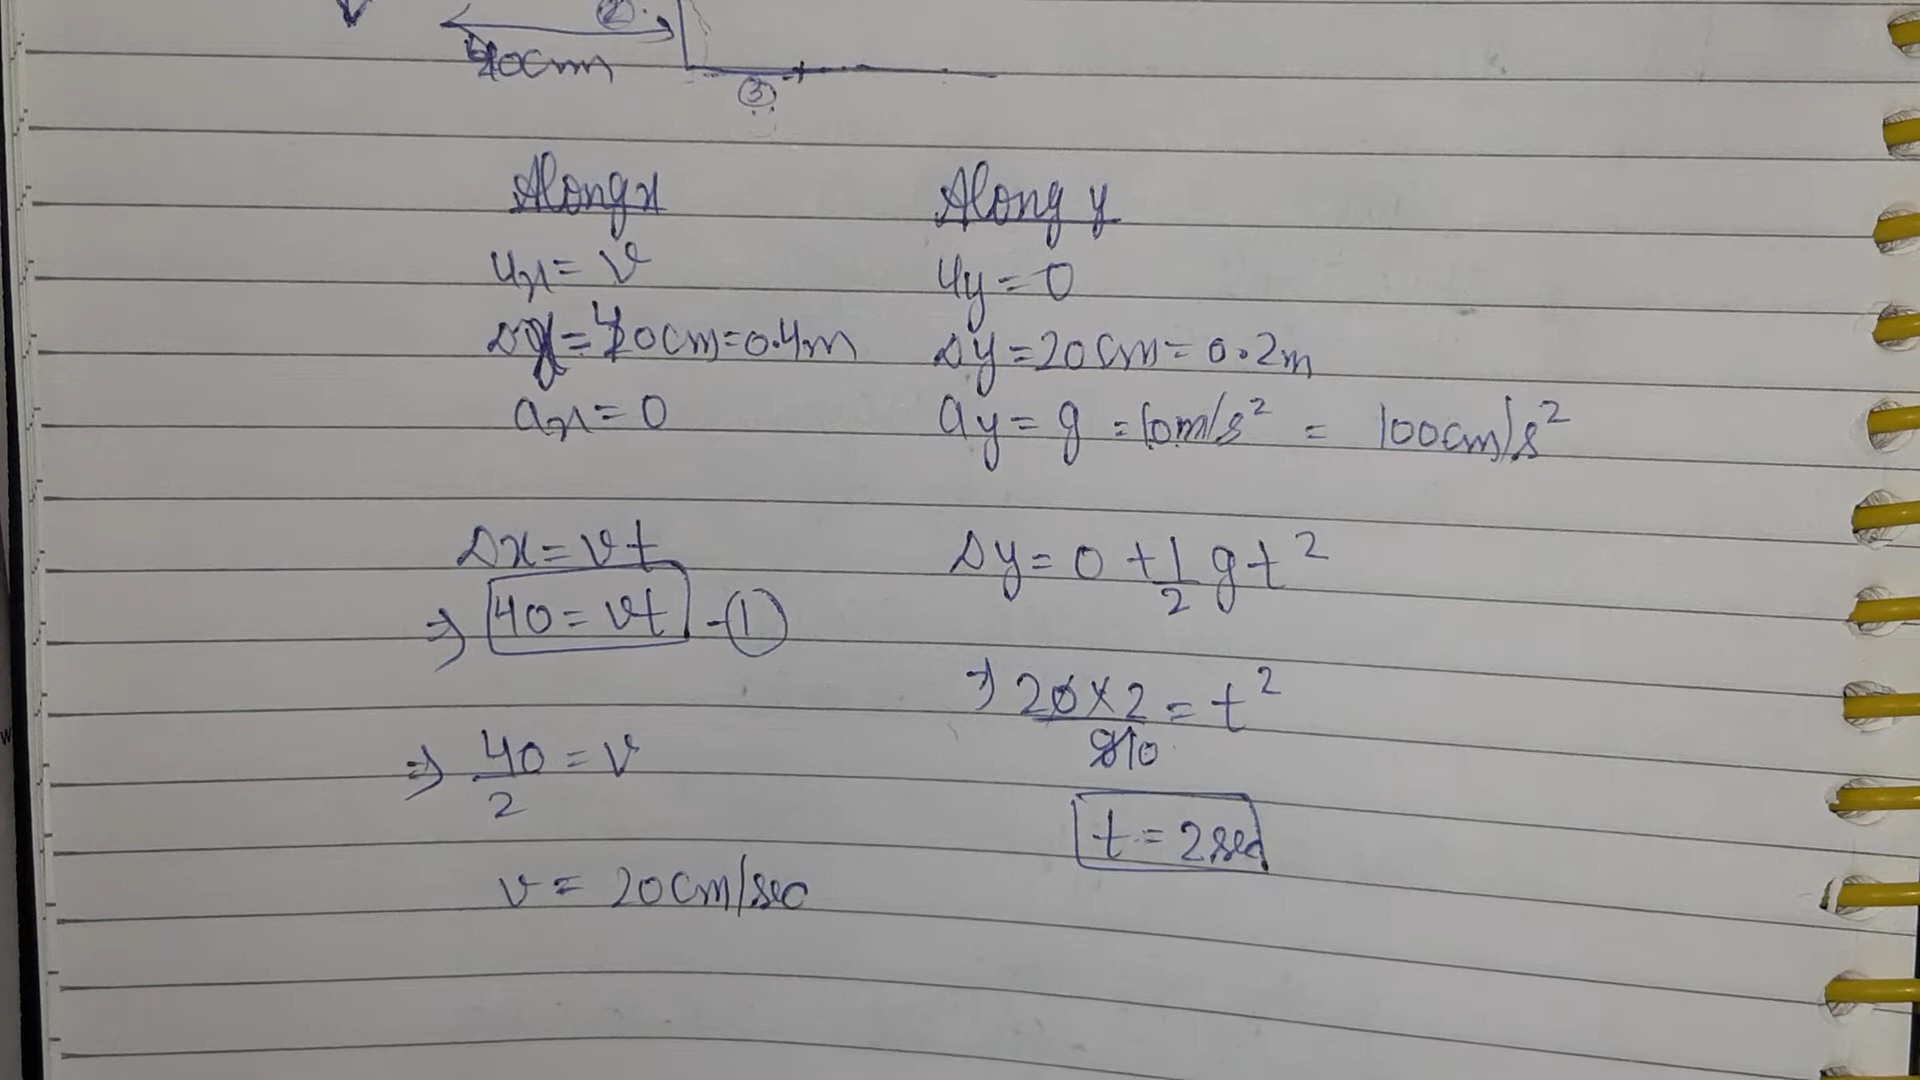 ②
40cm
③
Along x Along y
ux = v uy = 0
Δx = 40cm = 0.4m Δy = 20cm = 0.2m
ax = 0 ay = g = 10m/s² = 100cm/s²
Δx = vt Δy = 0 + 1/2 gt²
⇒ 40 = vt - ① 
⇒ 20×2/10 = t²
⇒ 40/2 = v
t = 2sec
v = 20cm/sec